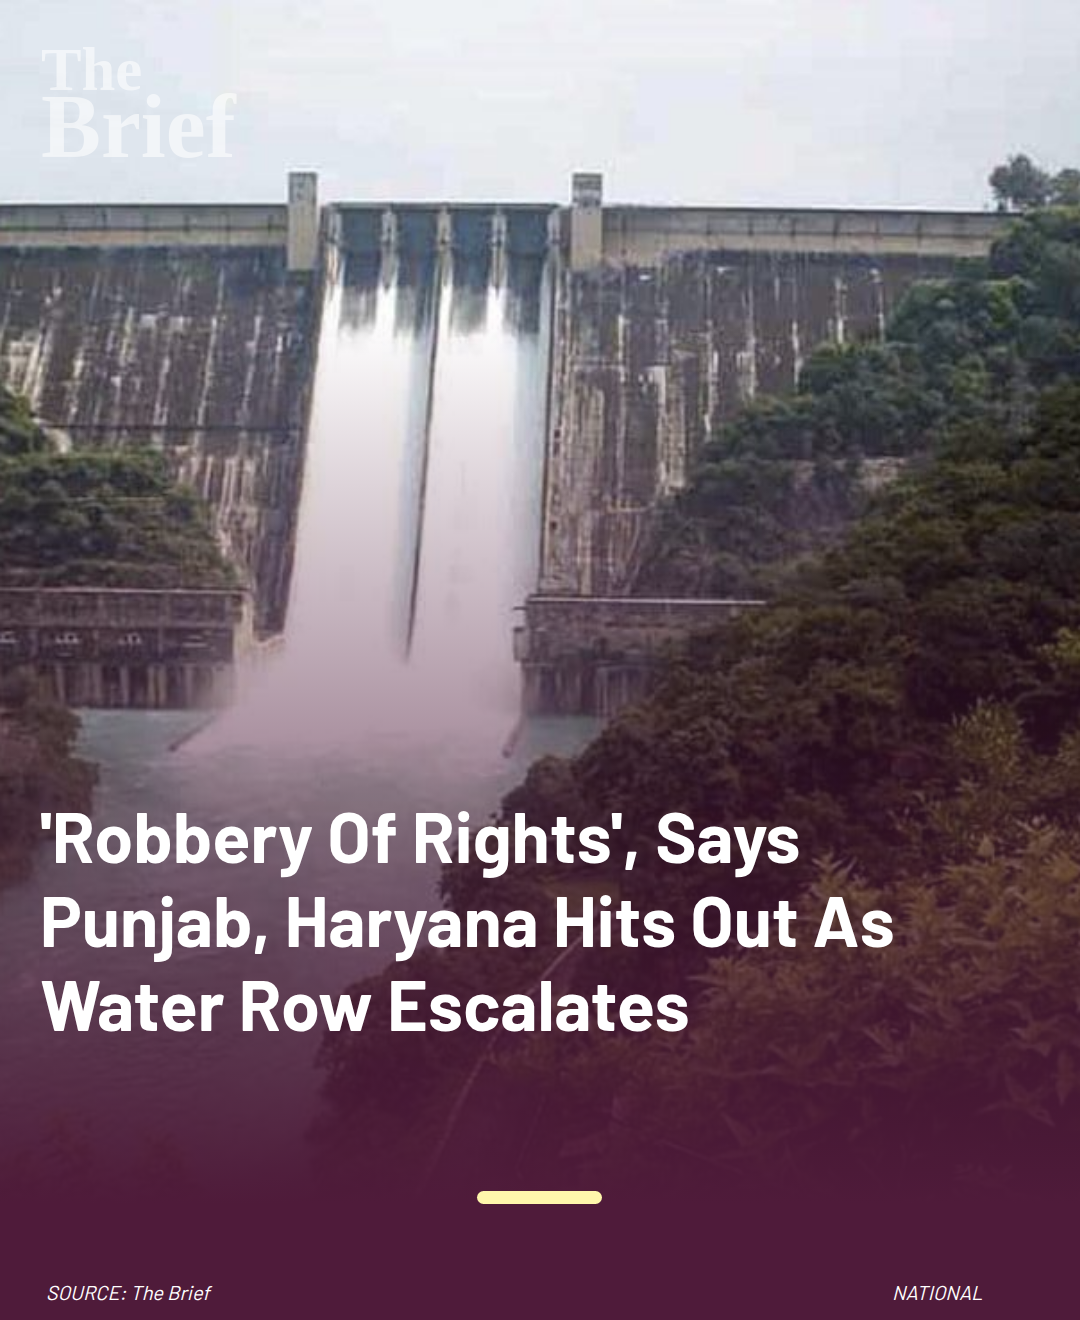 The
Brief
'Robbery Of Rights', Says
Punjab, Haryana Hits Out As
Water Row Escalates
SOURCE: The Brief
NATIONAL